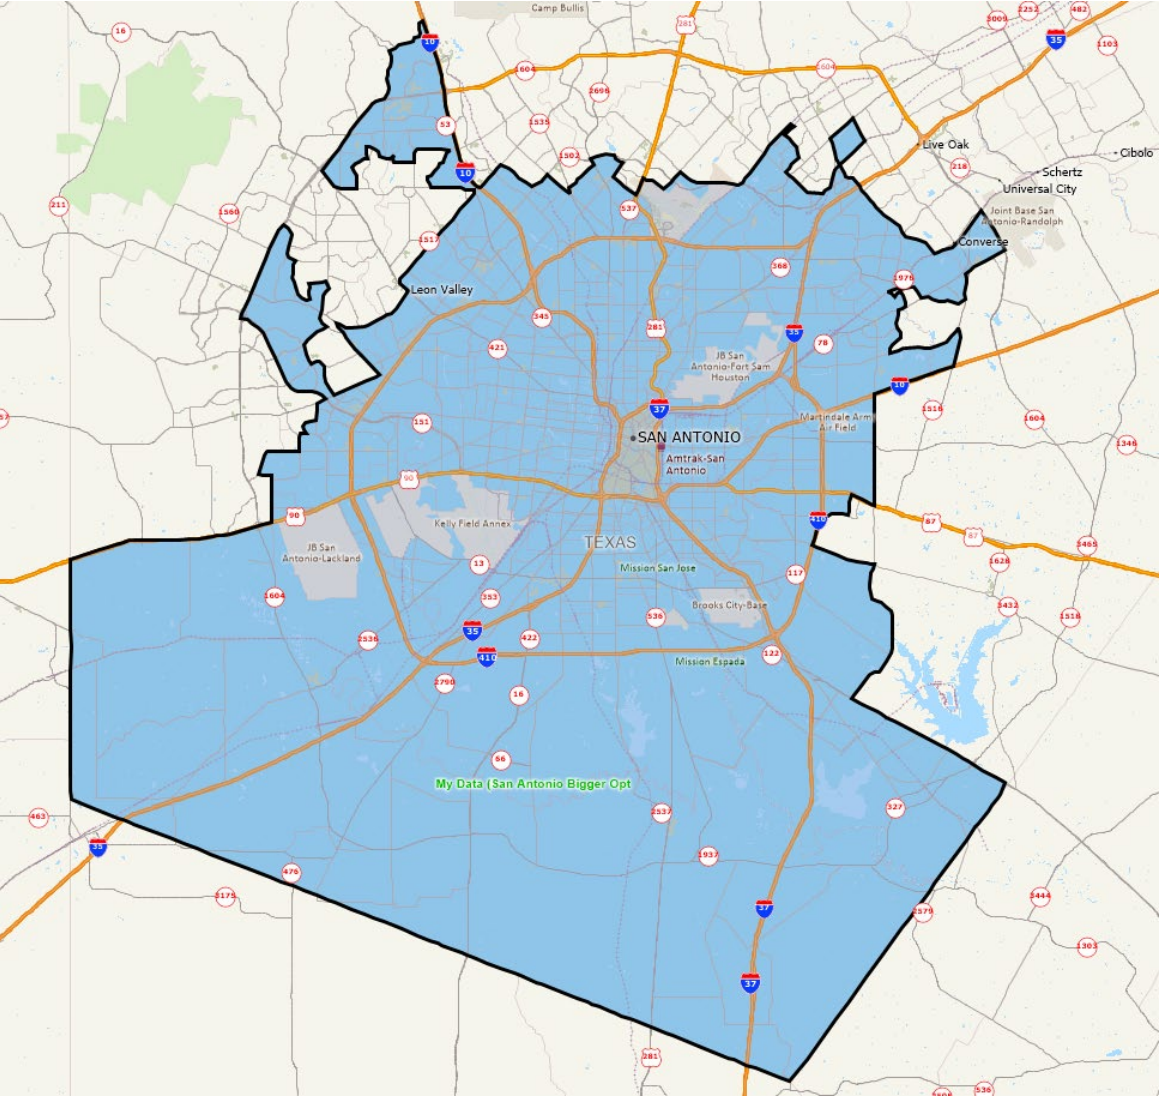 Camp Bullis
16
10
281
3009
2252
482
35
1103
1604
1604
2696
53
1535
1502
Live Oak
Cibolo
216
Schertz
Universal City
10
211
1560
537
Joint Base San
Antonio-Randolph
1517
Converse
368
1976
Leon Valley
345
281
35
78
421
JB San
Antonio-Fort Sam
Houston
10
37
1516
1604
1346
151
Martindale Army
Air Field
SAN ANTONIO
Amtrak-San
Antonio
90
90
Kelly Field Annex
410
87
87
TEXAS
JB San
Antonio-Lackland
3465
1628
13
Mission San Jose
117
1604
353
Brooks City-Base
3432
1518
536
35
422
2536
410
Mission Espada
122
2790
16
66
My Data (San Antonio Bigger Opt
327
2537
463
35
1937
476
3175
3444
37
2579
1303
37
281
536